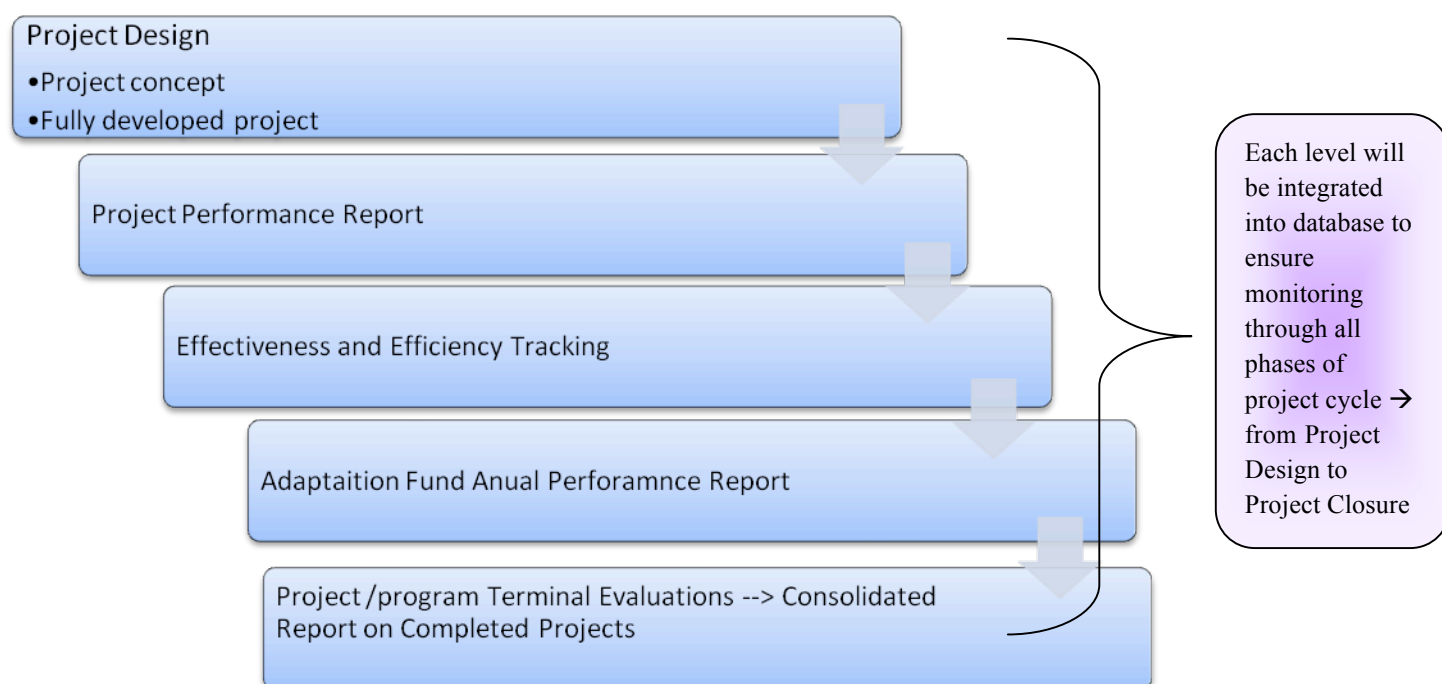 Project Design
•Project concept
•Fully developed project
Project Performance Report
Effectiveness and Efficiency Tracking
Adaptaition Fund Anual Perforamnce Report
Project /program Terminal Evaluations --> Consolidated
Report on Completed Projects
Each level will
be integrated
into database to
ensure
monitoring
through all
phases of
project cycle →
from Project
Design to
Project Closure